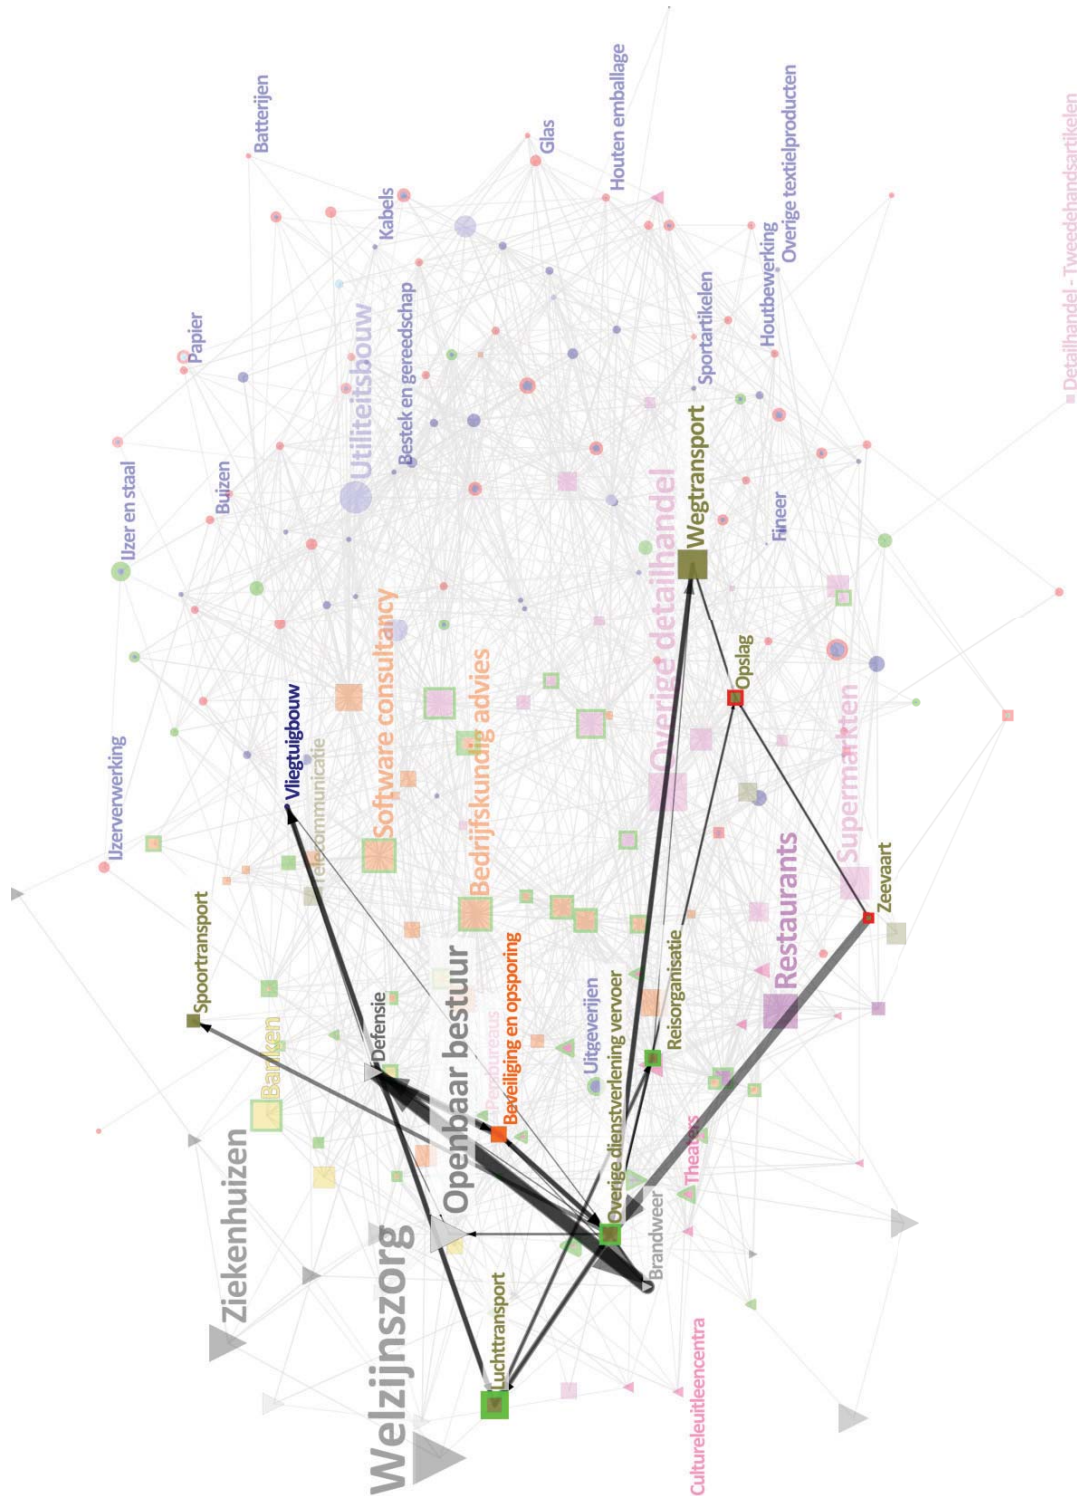 Batterijen
Glas
Houten emballage
Overige textielproducten
Kabels
Houtbewerking
Papier
Bestek en gereedschap
Sportartikelen
Detailhandel - Tweedehandsartikelen
Utiliteitsbouw
IJzer en staal
Buizen
Fineer
Wegtransport
Overige detailhandel
Opslag
Software consultancy
Bedrijfskundig advies
Vliegtuigbouw
Telecommunicatie
IJzerverwerking
Supermarkten
Zeevaart
Restaurants
Spoortransport
Reisorganisatie
Defensie
Banken
Uitgeverijen
Openbaar bestuur
Persbureaus
Beveiliging en opsporing
Overige dienstverlening vervoer
Theaters
Brandweer
Ziekenhuizen
Luchttransport
Welzijnszorg
Cultureleuitleencentra